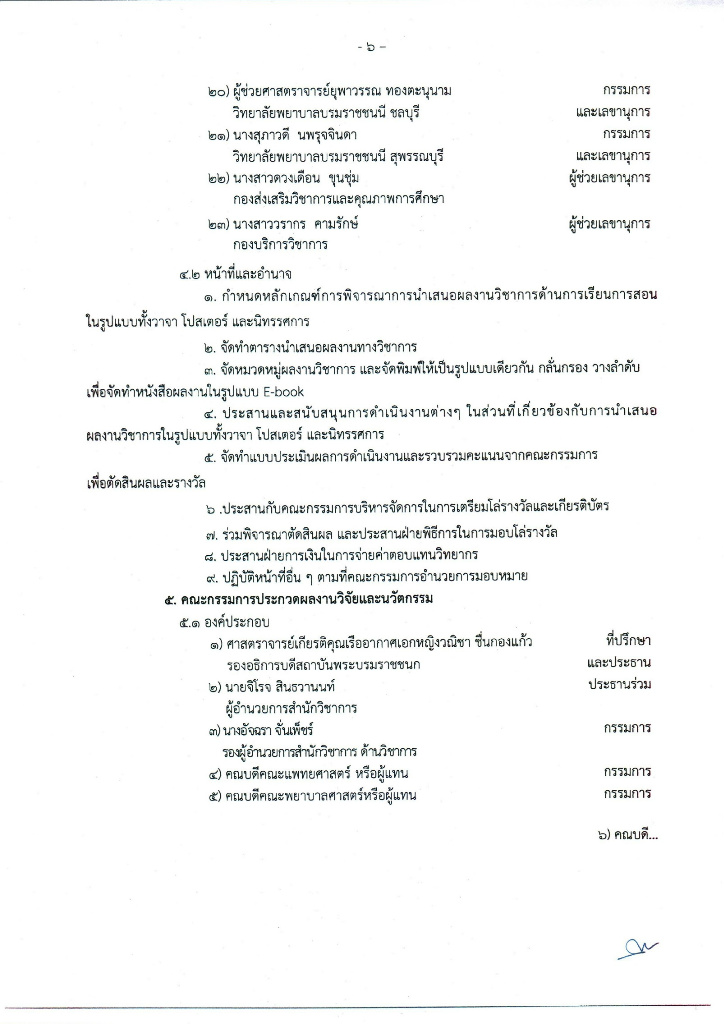 - ๖ –
๒๐) ผู้ช่วยศาสตราจารย์ยุพาวรรณ ทองตะนุนาม กรรมการ
วิทยาลัยพยาบาลบรมราชชนนี ชลบุรี และเลขานุการ
๒๑) นางสุภาวดี นพรุจจินดา กรรมการ
วิทยาลัยพยาบาลบรมราชชนนี สุพรรณบุรี และเลขานุการ
๒๒) นางสาวดวงเดือน ขุนชุ่ม ผู้ช่วยเลขานุการ
กองส่งเสริมวิชาการและคุณภาพการศึกษา
๒๓) นางสาววรากร คามรักษ์ ผู้ช่วยเลขานุการ
กองบริการวิชาการ
๔.๒ หน้าที่และอำนาจ
๑. กำหนดหลักเกณฑ์การพิจารณาการนำเสนอผลงานวิชาการด้านการเรียนการสอน
ในรูปแบบทั้งวาจา โปสเตอร์ และนิทรรศการ
๒. จัดทำตารางนำเสนอผลงานทางวิชาการ
๓. จัดหมวดหมู่ผลงานวิชาการ และจัดพิมพ์ให้เป็นรูปแบบเดียวกัน กลั่นกรอง วางลำดับ
เพื่อจัดทำหนังสือผลงานในรูปแบบ E-book
๔. ประสานและสนับสนุนการดำเนินงานต่างๆ ในส่วนที่เกี่ยวข้องกับการนำเสนอ
ผลงานวิชาการในรูปแบบทั้งวาจา โปสเตอร์ และนิทรรศการ
๕. จัดทำแบบประเมินผลการดำเนินงานและรวบรวมคะแนนจากคณะกรรมการ
เพื่อตัดสินผลและรางวัล
๖ .ประสานกับคณะกรรมการบริหารจัดการในการเตรียมโล่รางวัลและเกียรติบัตร
๗. ร่วมพิจารณาตัดสินผล และประสานฝ่ายพิธีการในการมอบโล่รางวัล
๘. ประสานฝ่ายการเงินในการจ่ายค่าตอบแทนวิทยากร
๙. ปฏิบัติหน้าที่อื่น ๆ ตามที่คณะกรรมการอำนวยการมอบหมาย
๕. คณะกรรมการประกวดผลงานวิจัยและนวัตกรรม
๕.๑ องค์ประกอบ
๑) ศาสตราจารย์เกียรติคุณเรืออากาศเอกหญิงวณิชา ชื่นกองแก้ว ที่ปรึกษา
รองอธิการบดีสถาบันพระบรมราชชนก และประธาน
๒) นายจิโรจ สินธวานนท์ ประธานร่วม
ผู้อำนวยการสำนักวิชาการ
๓) นางอัจฉรา จั่นเพ็ชร์ กรรมการ
รองผู้อำนวยการสำนักวิชาการ ด้านวิชาการ
๔) คณบดีคณะแพทยศาสตร์ หรือผู้แทน กรรมการ
๕) คณบดีคณะพยาบาลศาสตร์หรือผู้แทน กรรมการ
๖) คณบดี...